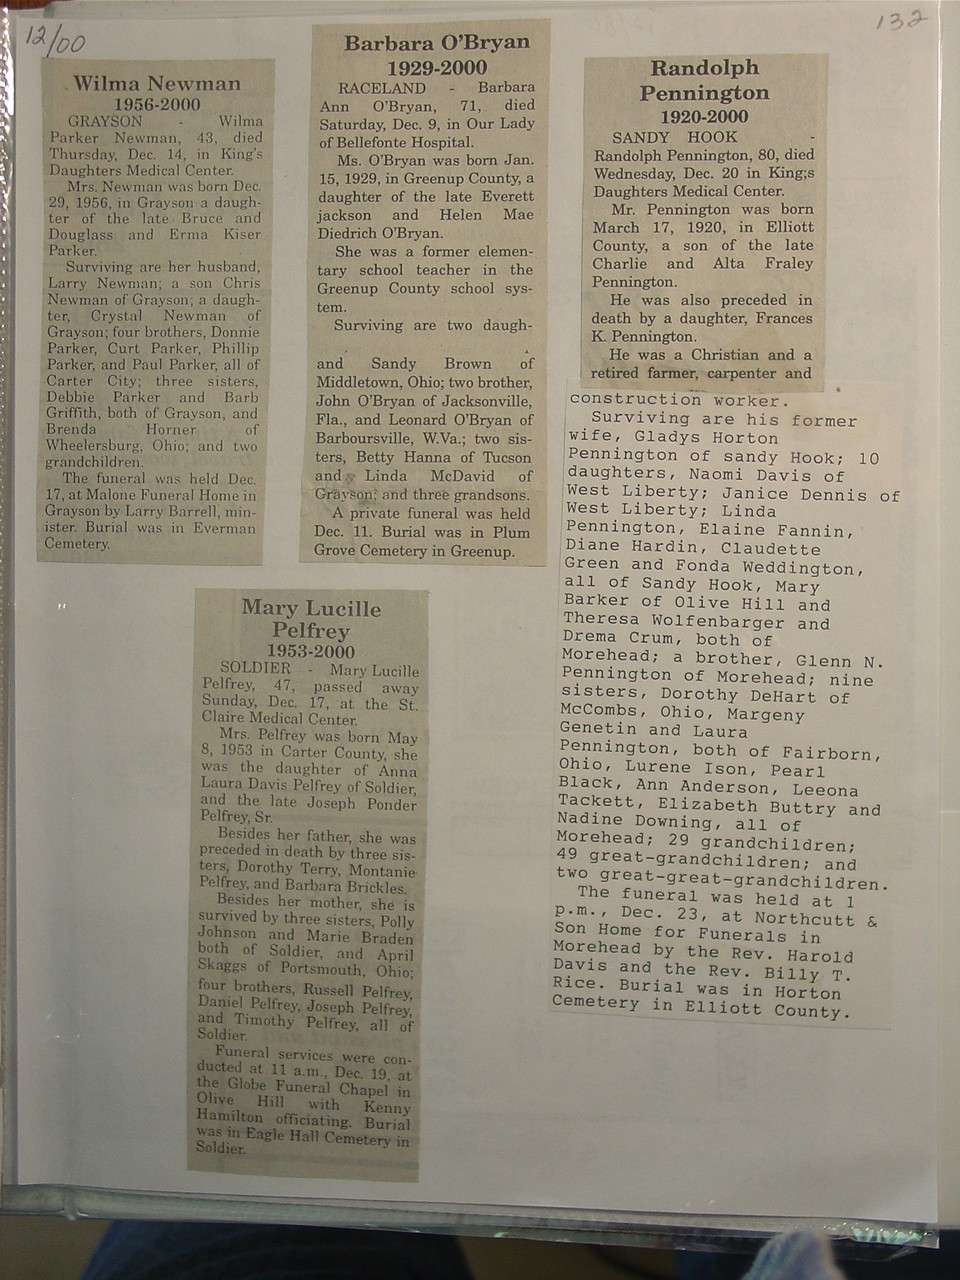 12/00
132
Wilma Newman
1956-2000
GRAYSON - Wilma
Parker Newman, 43, died
Thursday, Dec. 14, in King's
Daughters Medical Center.
Mrs. Newman was born Dec.
29, 1956, in Grayson a daugh-
ter of the late Bruce and
Douglass and Erma Kiser
Parker.
Surviving are her husband,
Larry Newman; a son Chris
Newman of Grayson; a daugh-
ter, Crystal Newman of
Grayson; four brothers, Donnie
Parker, Curt Parker, Phillip
Parker, and Paul Parker, all of
Carter City; three sisters,
Debbie Parker and Barb
Griffith, both of Grayson, and
Brenda Horner of
Wheelersburg, Ohio; and two
grandchildren.
The funeral was held Dec.
17, at Malone Funeral Home in
Grayson by Larry Barrell, min-
ister. Burial was in Everman
Cemetery.
Barbara O'Bryan
1929-2000
RACELAND - Barbara
Ann O'Bryan, 71, died
Saturday, Dec. 9, in Our Lady
of Bellefonte Hospital.
Ms. O'Bryan was born Jan.
15, 1929, in Greenup County, a
daughter of the late Everett
jackson and Helen Mae
Diedrich O'Bryan.
She was a former elemen-
tary school teacher in the
Greenup County school sys-
tem.
Surviving are two daugh-
and Sandy Brown of
Middletown, Ohio; two brother,
John O'Bryan of Jacksonville,
Fla., and Leonard O'Bryan of
Barboursville, W.Va.; two sis-
ters, Betty Hanna of Tucson
and Linda McDavid of
Grayson; and three grandsons.
A private funeral was held
Dec. 11. Burial was in Plum
Grove Cemetery in Greenup.
Randolph
Pennington
1920-2000
SANDY HOOK -
Randolph Pennington, 80, died
Wednesday, Dec. 20 in King;s
Daughters Medical Center.
Mr. Pennington was born
March 17, 1920, in Elliott
County, a son of the late
Charlie and Alta Fraley
Pennington.
He was also preceded in
death by a daughter, Frances
K. Pennington.
He was a Christian and a
retired farmer, carpenter and
construction worker.
Surviving are his former
wife, Gladys Horton
Pennington of sandy Hook; 10
daughters, Naomi Davis of
West Liberty; Janice Dennis of
West Liberty; Linda
Pennington, Elaine Fannin,
Diane Hardin, Claudette
Green and Fonda Weddington,
all of Sandy Hook, Mary
Barker of Olive Hill and
Theresa Wolfenbarger and
Drema Crum, both of
Morehead; a brother, Glenn N.
Pennington of Morehead; nine
sisters, Dorothy DeHart of
McCombs, Ohio, Margeny
Genetin and Laura
Pennington, both of Fairborn,
Ohio, Lurene Ison, Pearl
Black, Ann Anderson, Leeona
Tackett, Elizabeth Buttry and
Nadine Downing, all of
Morehead; 29 grandchildren;
49 great-grandchildren; and
two great-great-grandchildren.
The funeral was held at 1
p.m., Dec. 23, at Northcutt &
Son Home for Funerals in
Morehead by the Rev. Harold
Davis and the Rev. Billy T.
Rice. Burial was in Horton
Cemetery in Elliott County.
Mary Lucille
Pelfrey
1953-2000
SOLDIER - Mary Lucille
Pelfrey, 47, passed away
Sunday, Dec. 17, at the St.
Claire Medical Center.
Mrs. Pelfrey was born May
8, 1953 in Carter County, she
was the daughter of Anna
Laura Davis Pelfrey of Soldier,
and the late Joseph Ponder
Pelfrey, Sr.
Besides her father, she was
preceded in death by three sis-
ters, Dorothy Terry, Montanie
Pelfrey, and Barbara Brickles.
Besides her mother, she is
survived by three sisters, Polly
Johnson and Marie Braden
both of Soldier, and April
Skaggs of Portsmouth, Ohio;
four brothers, Russell Pelfrey,
Daniel Pelfrey, Joseph Pelfrey,
and Timothy Pelfrey, all of
Soldier.
Funeral services were con-
ducted at 11 a.m., Dec. 19, at
the Globe Funeral Chapel in
Olive Hill with Kenny
Hamilton officiating. Burial
was in Eagle Hall Cemetery in
Soldier.